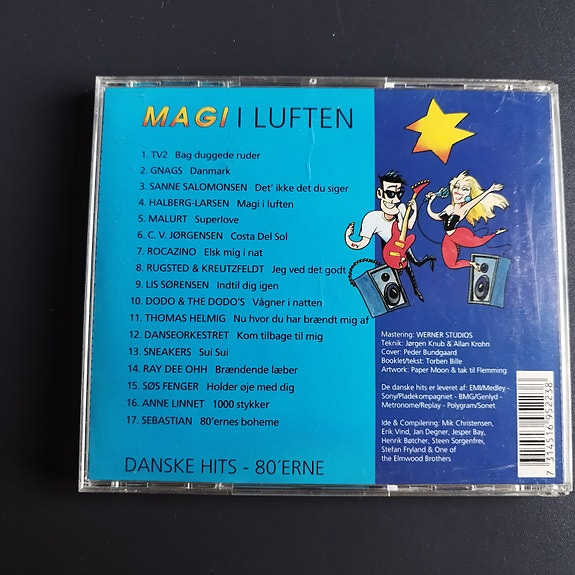 MAGI I LUFTEN
1. TV2 Bag duggede ruder
2. GNAGS Danmark
3. SANNE SALOMONSEN Det' ikke det du siger
4. HALBERG-LARSEN Magi i luften
5. MALURT Superlove
6. C. V. JØRGENSEN Costa Del Sol
7. ROCAZINO Elsk mig i nat
8. RUGSTED & KREUTZFELDT Jeg ved det godt
9. LIS SØRENSEN Indtil dig igen
10. DODO & THE DODO'S Vågner i natten
11. THOMAS HELMIG Nu hvor du har brændt mig af
12. DANSEORKESTRET Kom tilbage til mig
13. SNEAKERS Sui Sui
14. RAY DEE OHH Brændende læber
15. SØS FENGER Holder øje med dig
16. ANNE LINNET 1000 stykker
17. SEBASTIAN 80'ernes boheme
DANSKE HITS - 80'ERNE
Mastering: WERNER STUDIOS
Teknik: Jørgen Knub & Allan Krohn
Cover: Peder Bundgaard
Booklet/tekst: Torben Bille
Artwork: Paper Moon & tak til Flemming
De danske hits er leveret af: EMI/Medley -
Sony/Pladekompagniet - BMG/Genlyd -
Metronome/Replay - Polygram/Sonet
Ide & Compilering: Mik Christensen,
Erik Vind, Jan Degner, Jesper Bay,
Henrik Bøtcher, Steen Sorgenfrei,
Stefan Fryland & One of
the Elmwood Brothers
7 314516 952238